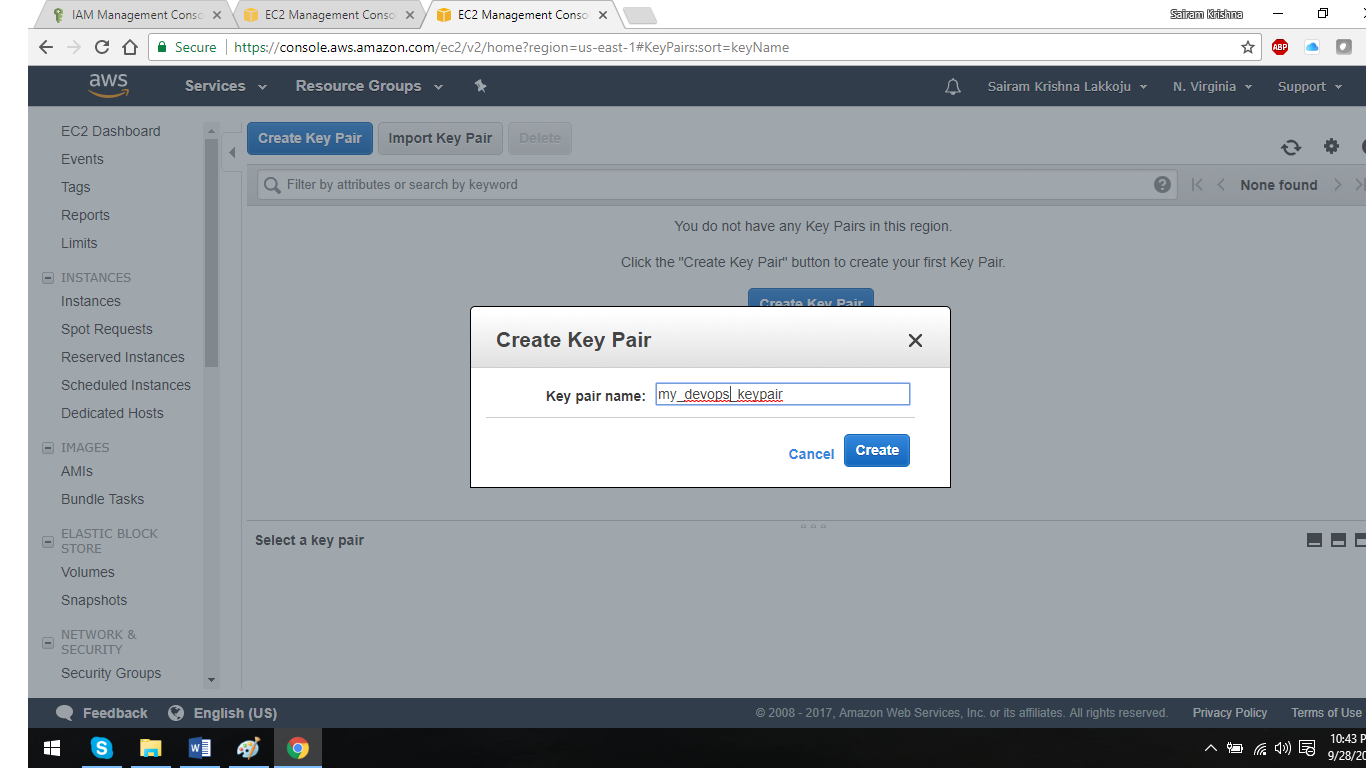 IAM Management Conso
EC2 Management Conso
EC2 Management Conso
Sairam Krishna
Secure
https://console.aws.amazon.com/ec2/v2/home?region=us-east-1#KeyPairs:sort=keyName
ABP
aws
Services
Resource Groups
Sairam Krishna Lakkoju
N. Virginia
Support
EC2 Dashboard
Events
Tags
Reports
Limits
INSTANCES
Instances
Spot Requests
Reserved Instances
Scheduled Instances
Dedicated Hosts
IMAGES
AMIs
Bundle Tasks
ELASTIC BLOCK
STORE
Volumes
Snapshots
NETWORK &
SECURITY
Security Groups
Create Key Pair
Import Key Pair
Delete
Filter by attributes or search by keyword
None found
You do not have any Key Pairs in this region.
Click the "Create Key Pair" button to create your first Key Pair.
Create Key Pair
Create Key Pair
Key pair name:
my_devops_keypair
Cancel
Create
Select a key pair
Feedback
English (US)
© 2008 - 2017, Amazon Web Services, Inc. or its affiliates. All rights reserved.
Privacy Policy
Terms of Use
10:43 P
9/28/20